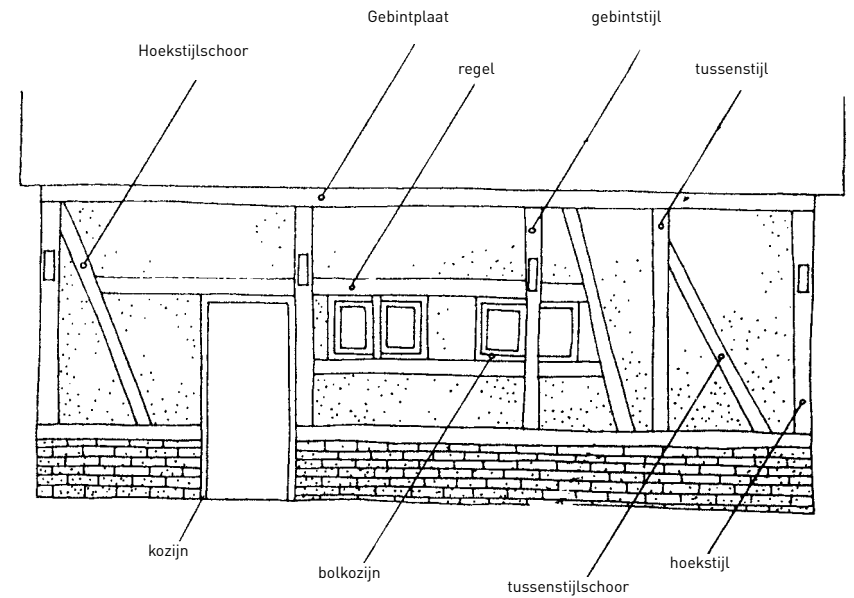 Gebintplaat
gebintstijl
Hoekstijlschoor
regel
tussenstijl
kozijn
bolkozijn
tussenstijlschoor
hoekstijl